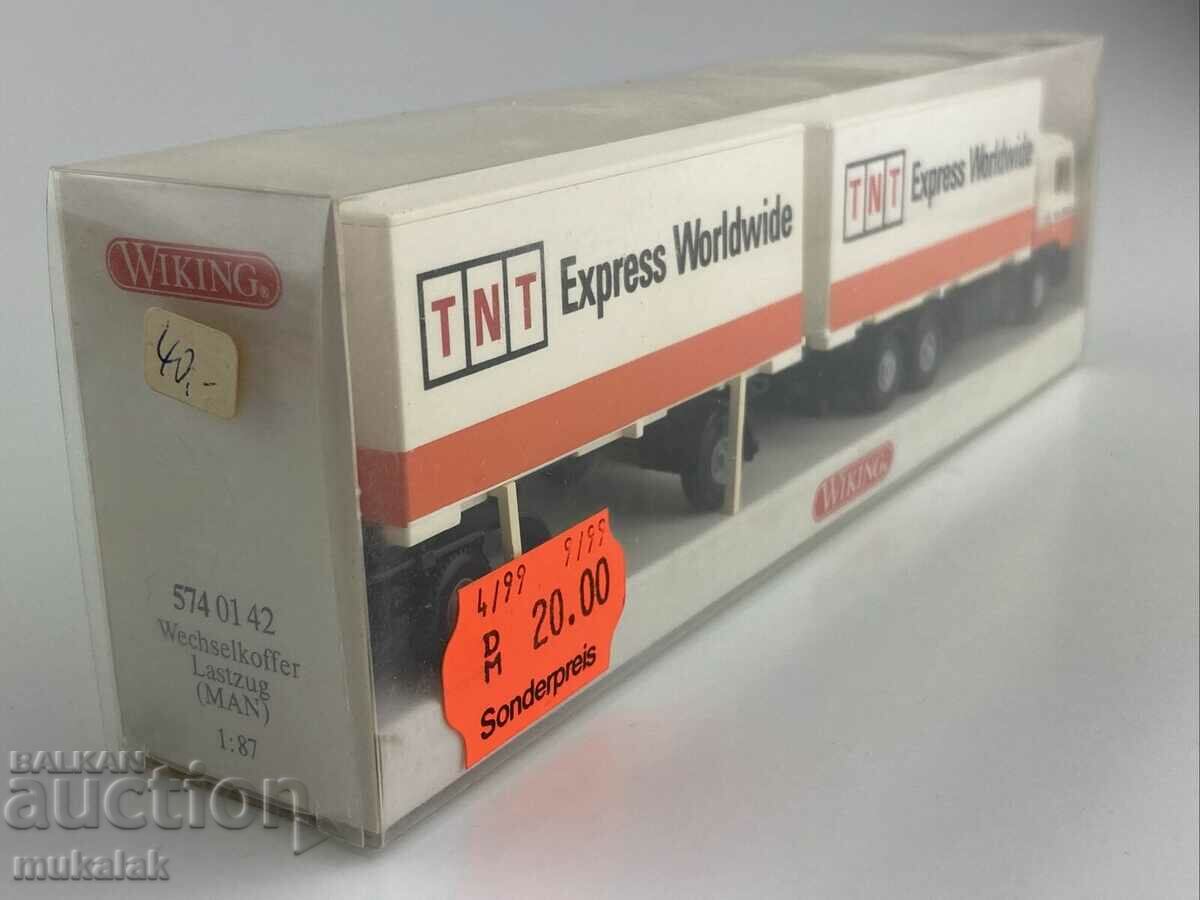 WIKING®
40,-
574 01 42
Wechselkoffer
Lastzug
(MAN)
1:87
TNT Express Worldwide
TNT Express Worldwide
WIKING®
4/99 9/99
DM 20.00
Sonderpreis
BALKAN
auction
mukalak